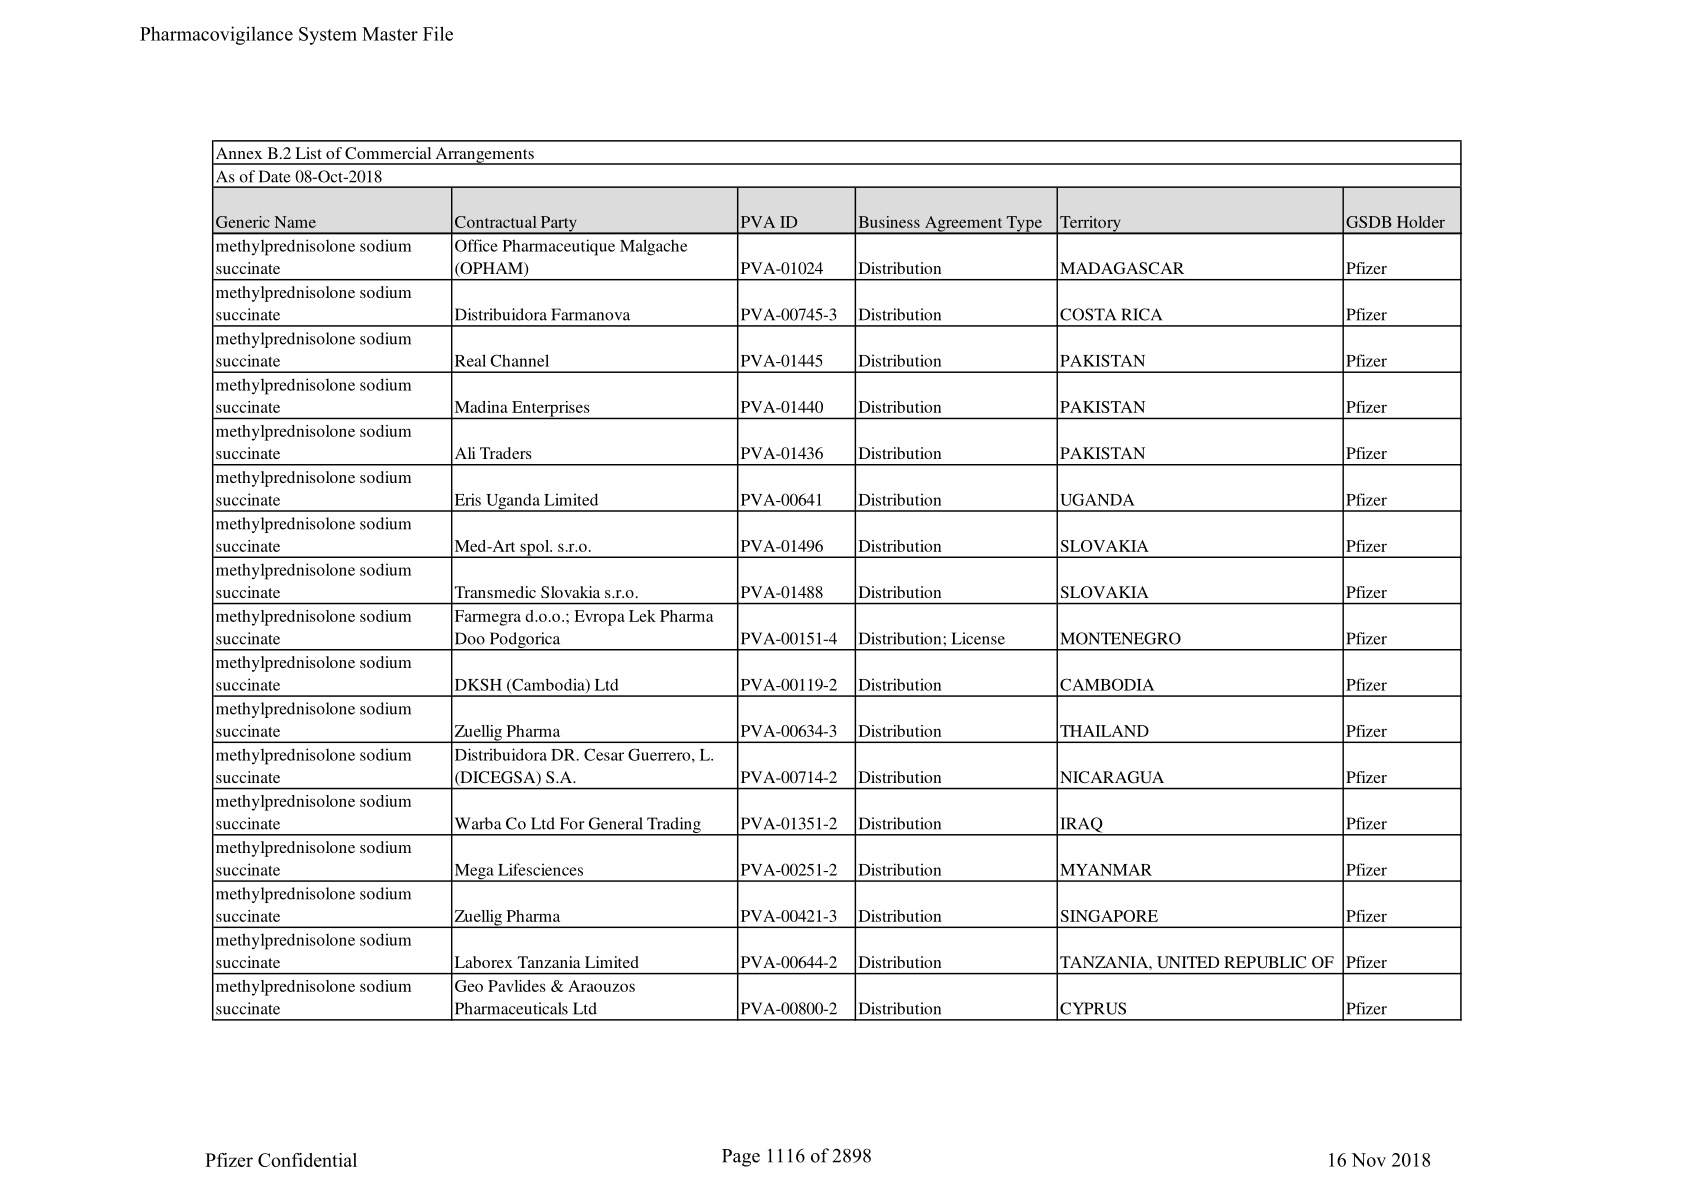 Pharmacovigilance System Master File
Annex B.2 List of Commercial Arrangements
As of Date 08-Oct-2018
Generic Name Contractual Party PVA ID Business Agreement Type Territory GSDB Holder
methylprednisolone sodium Office Pharmaceutique Malgache
succinate (OPHAM) PVA-01024 Distribution MADAGASCAR Pfizer
methylprednisolone sodium
succinate Distribuidora Farmanova PVA-00745-3 Distribution COSTA RICA Pfizer
methylprednisolone sodium
succinate Real Channel PVA-01445 Distribution PAKISTAN Pfizer
methylprednisolone sodium
succinate Madina Enterprises PVA-01440 Distribution PAKISTAN Pfizer
methylprednisolone sodium
succinate Ali Traders PVA-01436 Distribution PAKISTAN Pfizer
methylprednisolone sodium
succinate Eris Uganda Limited PVA-00641 Distribution UGANDA Pfizer
methylprednisolone sodium
succinate Med-Art spol. s.r.o. PVA-01496 Distribution SLOVAKIA Pfizer
methylprednisolone sodium
succinate Transmedic Slovakia s.r.o. PVA-01488 Distribution SLOVAKIA Pfizer
methylprednisolone sodium Farmegra d.o.o.; Evropa Lek Pharma
succinate Doo Podgorica PVA-00151-4 Distribution; License MONTENEGRO Pfizer
methylprednisolone sodium
succinate DKSH (Cambodia) Ltd PVA-00119-2 Distribution CAMBODIA Pfizer
methylprednisolone sodium
succinate Zuellig Pharma PVA-00634-3 Distribution THAILAND Pfizer
methylprednisolone sodium Distribuidora DR. Cesar Guerrero, L.
succinate (DICEGSA) S.A. PVA-00714-2 Distribution NICARAGUA Pfizer
methylprednisolone sodium
succinate Warba Co Ltd For General Trading PVA-01351-2 Distribution IRAQ Pfizer
methylprednisolone sodium
succinate Mega Lifesciences PVA-00251-2 Distribution MYANMAR Pfizer
methylprednisolone sodium
succinate Zuellig Pharma PVA-00421-3 Distribution SINGAPORE Pfizer
methylprednisolone sodium
succinate Laborex Tanzania Limited PVA-00644-2 Distribution TANZANIA, UNITED REPUBLIC OF Pfizer
methylprednisolone sodium Geo Pavlides & Araouzos
succinate Pharmaceuticals Ltd PVA-00800-2 Distribution CYPRUS Pfizer
Pfizer Confidential Page 1116 of 2898 16 Nov 2018